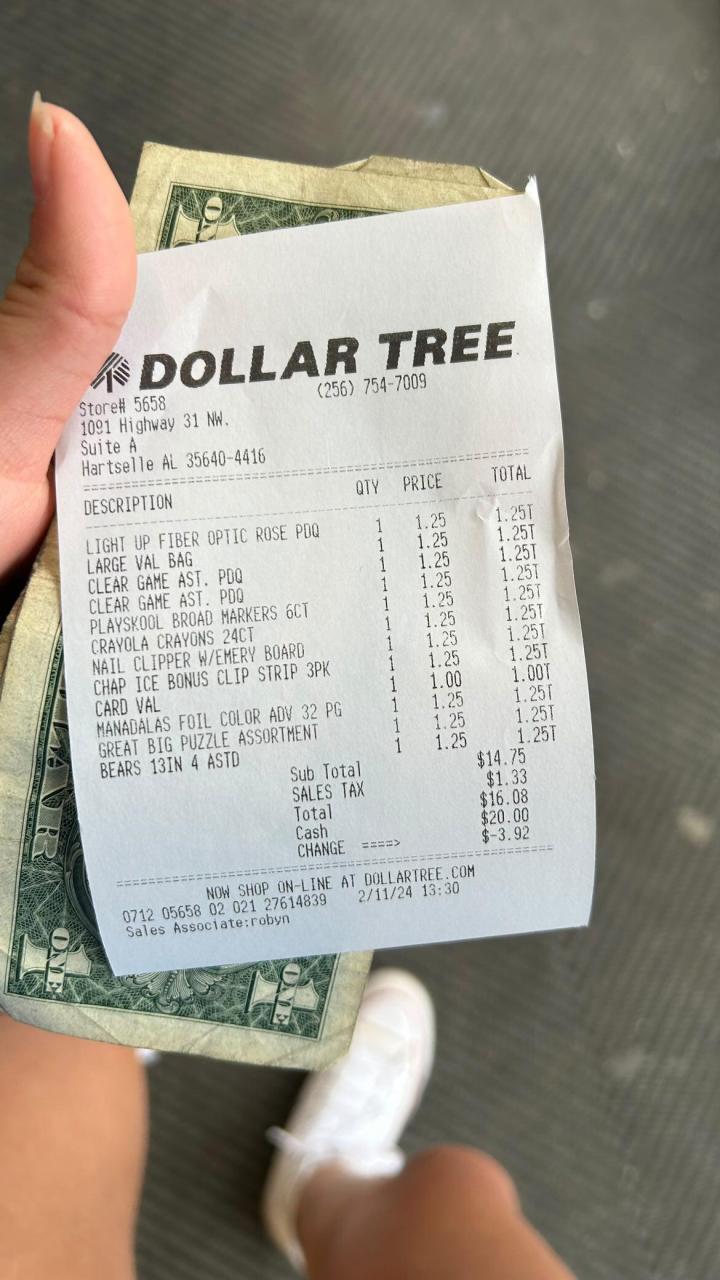 DOLLAR TREE
(256) 754-7009
Store# 5658
1091 Highway 31 NW.
Suite A
Hartselle AL 35640-4416
DESCRIPTION QTY PRICE TOTAL
LIGHT UP FIBER OPTIC ROSE PDQ 1 1.25 1.25T
LARGE VAL BAG 1 1.25 1.25T
CLEAR GAME AST. PDQ 1 1.25 1.25T
CLEAR GAME AST. PDQ 1 1.25 1.25T
PLAYSKOOL BROAD MARKERS 6CT 1 1.25 1.25T
CRAYOLA CRAYONS 24CT 1 1.25 1.25T
NAIL CLIPPER W/EMERY BOARD 1 1.25 1.25T
CHAP ICE BONUS CLIP STRIP 3PK 1 1.25 1.25T
CARD VAL 1 1.00 1.00T
MANADALAS FOIL COLOR ADV 32 PG 1 1.25 1.25T
GREAT BIG PUZZLE ASSORTMENT 1 1.25 1.25T
BEARS 13IN 4 ASTD 1 1.25 1.25T
Sub Total $14.75
SALES TAX $1.33
Total $16.08
Cash $20.00
CHANGE ====> $-3.92
NOW SHOP ON-LINE AT DOLLARTREE.COM
0712 05658 02 021 27614839 2/11/24 13:30
Sales Associate:robyn
ONE
ONE